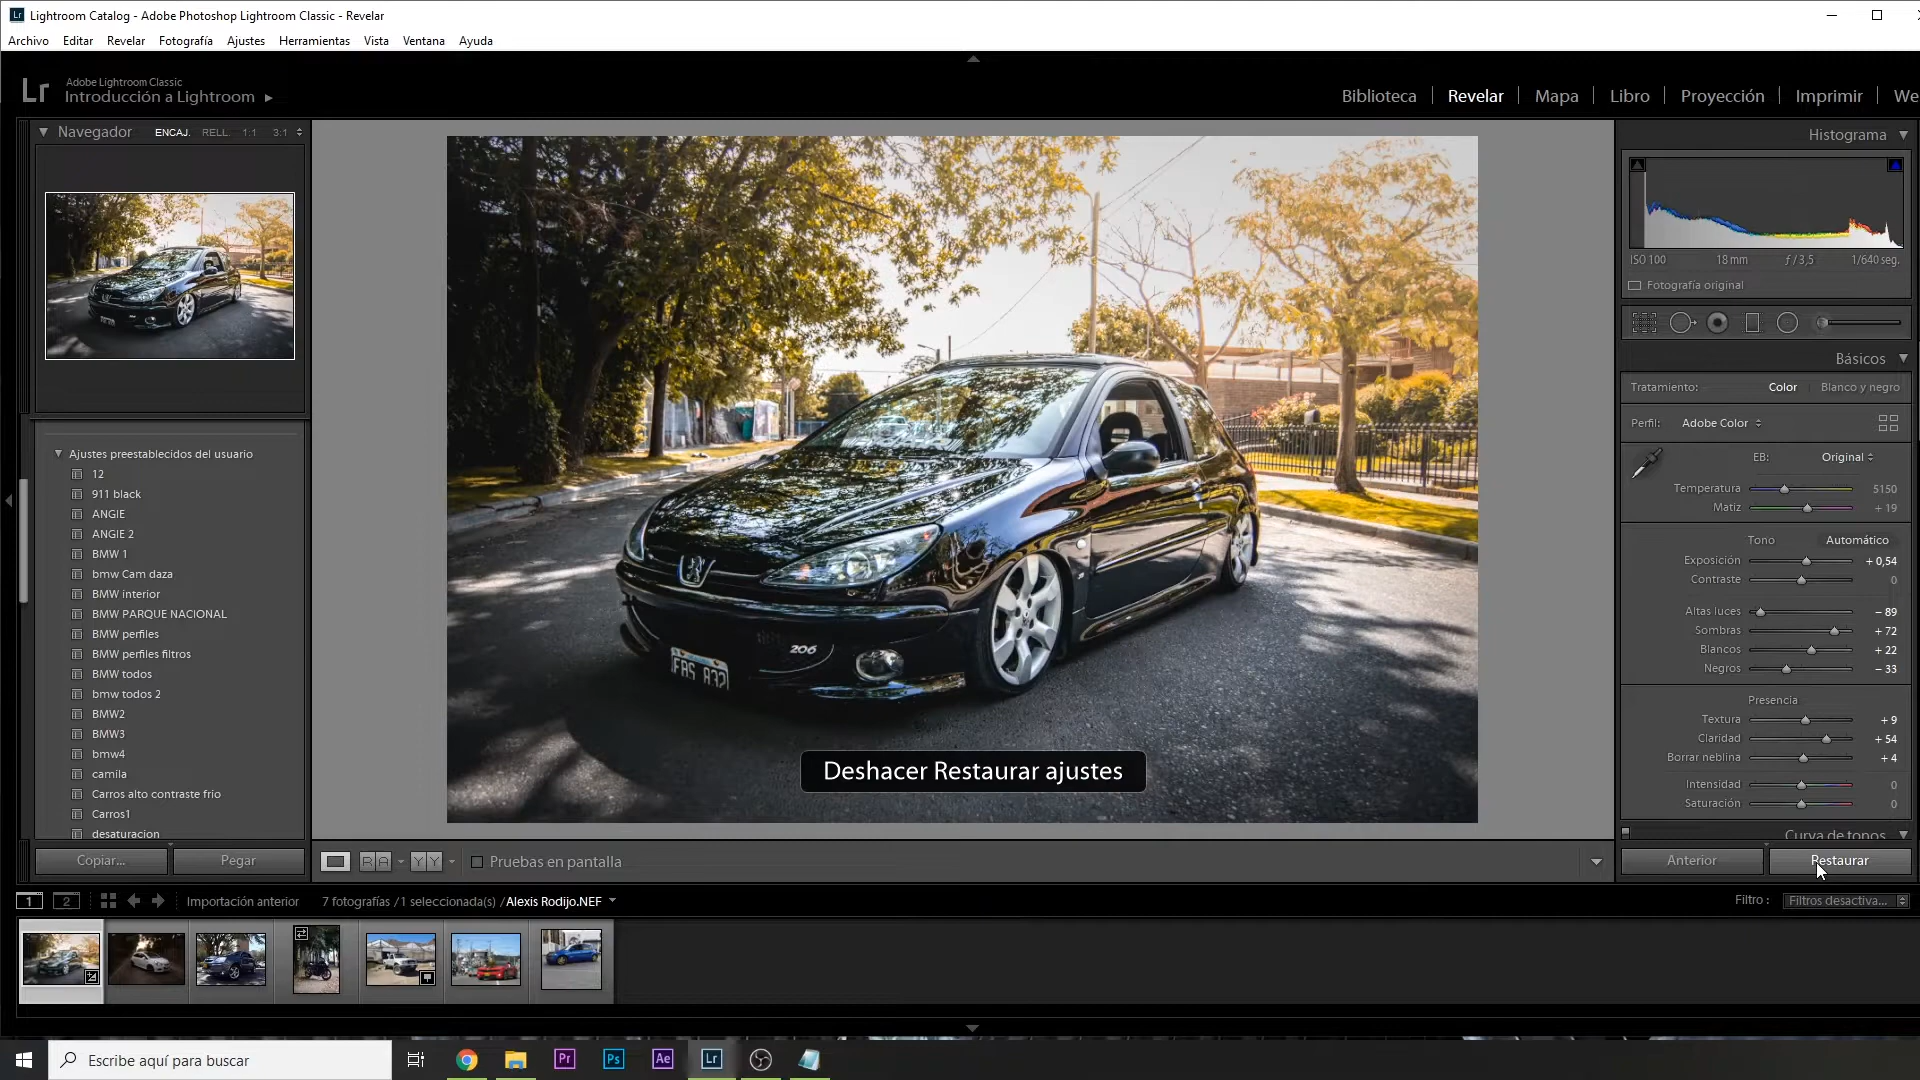 Lightroom Catalog - Adobe Photoshop Lightroom Classic - Revelar
Archivo Editar Revelar Fotografía Ajustes Herramientas Vista Ventana Ayuda
Lr Adobe Lightroom Classic
Introducción a Lightroom
Biblioteca | Revelar | Mapa | Libro | Proyección | Imprimir | We
Navegador ENCAJ. RELL. 1:1 3:1
Histograma
ISO 100 18 mm ƒ / 3,5 1/640 seg.
Fotografía original
Básicos
Tratamiento: Color Blanco y negro
Perfil: Adobe Color
EB: Original
Temperatura 5150
Matiz + 19
Tono Automático
Exposición + 0,54
Contraste 0
Altas luces – 89
Sombras + 72
Blancos + 22
Negros – 33
Presencia
Textura + 9
Claridad + 54
Borrar neblina + 4
Intensidad 0
Saturación 0
Curva de tonos
Anterior Restaurar
Ajustes preestablecidos del usuario
12
911 black
ANGIE
ANGIE 2
BMW 1
bmw Cam daza
BMW interior
BMW PARQUE NACIONAL
BMW perfiles
BMW perfiles filtros
BMW todos
bmw todos 2
BMW2
BMW3
bmw4
camila
Carros alto contraste frio
Carros1
desaturacion
Copiar... Pegar
206
Deshacer Restaurar ajustes
R A Y Y Pruebas en pantalla
1 2 Importación anterior 7 fotografías /1 seleccionada(s) /Alexis Rodijo.NEF
Filtro : Filtros desactiva...
Escribe aquí para buscar
Pr Ps Ae Lr